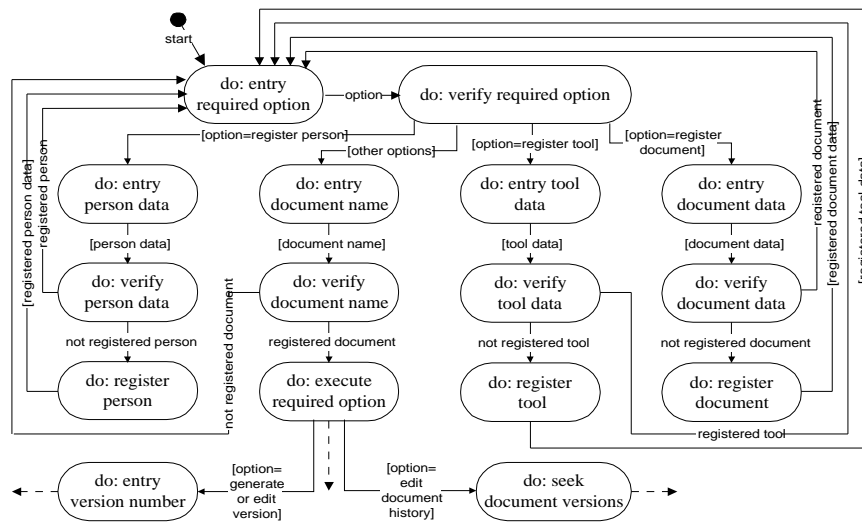 start
do: entry
required option
option
do: verify required option
[option=register person]
[other options]
[option=register tool]
[option=register
document]
do: entry
person data
do: entry
document name
do: entry tool
data
do: entry
document data
[person data]
[document name]
[tool data]
[document data]
do: verify
person data
do: verify
document name
do: verify
tool data
do: verify
document data
not registered person
registered document
not registered tool
not registered document
do: register
person
do: execute
required option
do: register
tool
do: register
document
[registered person data]
registered person
not registered document
registered document
[registered document data]
[registered tool data]
registered tool
do: entry
version number
[option=
generate
or edit
version]
[option=
edit
document
history]
do: seek
document versions